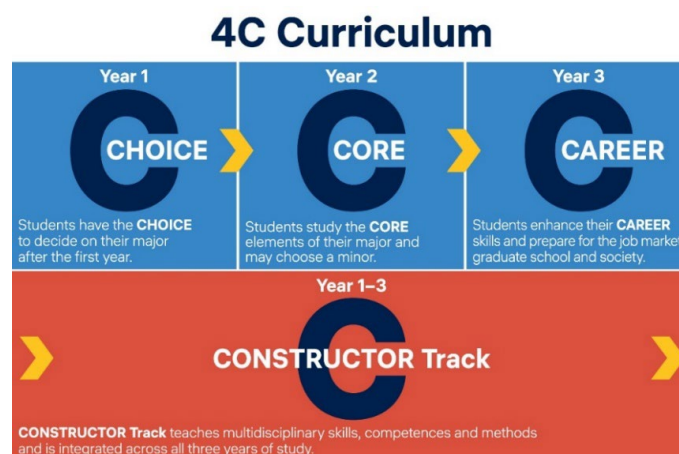 4C Curriculum
Year 1
CHOICE
Students have the CHOICE
to decide on their major
after the first year.
Year 2
CORE
Students study the CORE
elements of their major and
may choose a minor.
Year 3
CAREER
Students enhance their CAREER
skills and prepare for the job market,
graduate school and society.
Year 1–3
CONSTRUCTOR Track
CONSTRUCTOR Track teaches multidisciplinary skills, competences and methods
and is integrated across all three years of study.